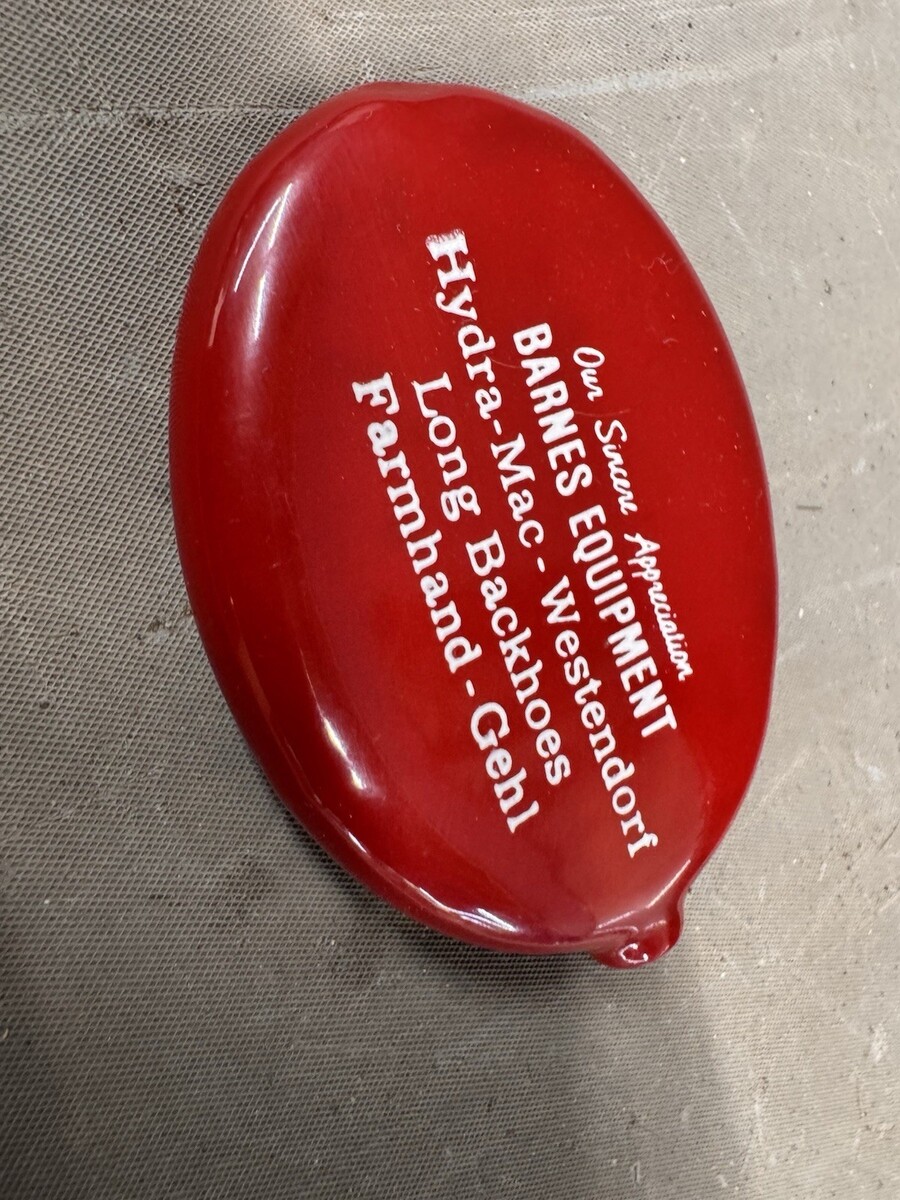 Our Sincere Appreciation
BARNES EQUIPMENT
Hydra-Mac - Westendorf
Long Backhoes
Farmhand - Gehl